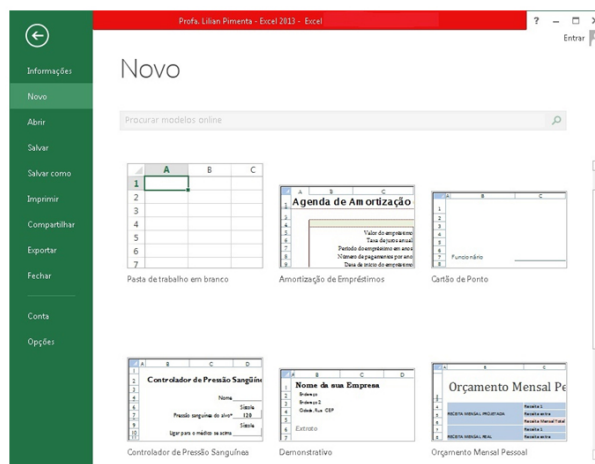 Profa. Lilian Pimenta - Excel 2013 - Excel
?
Entrar
Informações
Novo
Abrir
Salvar
Salvar como
Imprimir
Compartilhar
Exportar
Fechar
Conta
Opções
Novo
Procurar modelos online
A B C
1
2
3
4
5
6
7
Pasta de trabalho em branco
Agenda de Amortização
Valor do empréstimo
Taxa de juros anual
Período do empréstimo em anos
Número de pagamentos por ano
Data de início do empréstimo
Amortização de Empréstimos
Funcionário
Cartão de Ponto
Controlador de Pressão Sanguíne
Nome
Sístole
Pressão sanguínea do alvo* 120
Sístole
Ligar para o médico se acima
Controlador de Pressão Sanguínea
Nome da sua Empresa
Endereço
Endereço 2
Cidade, Rua CEP
Extrato
Demonstrativo
Orçamento Mensal Pe
RECEITA MENSAL PROJETADA
Receita 1
Receita extra
Receita Mensal Total
RECEITA MENSAL REAL
Receita 1
Receita extra
Orçamento Mensal Pessoal